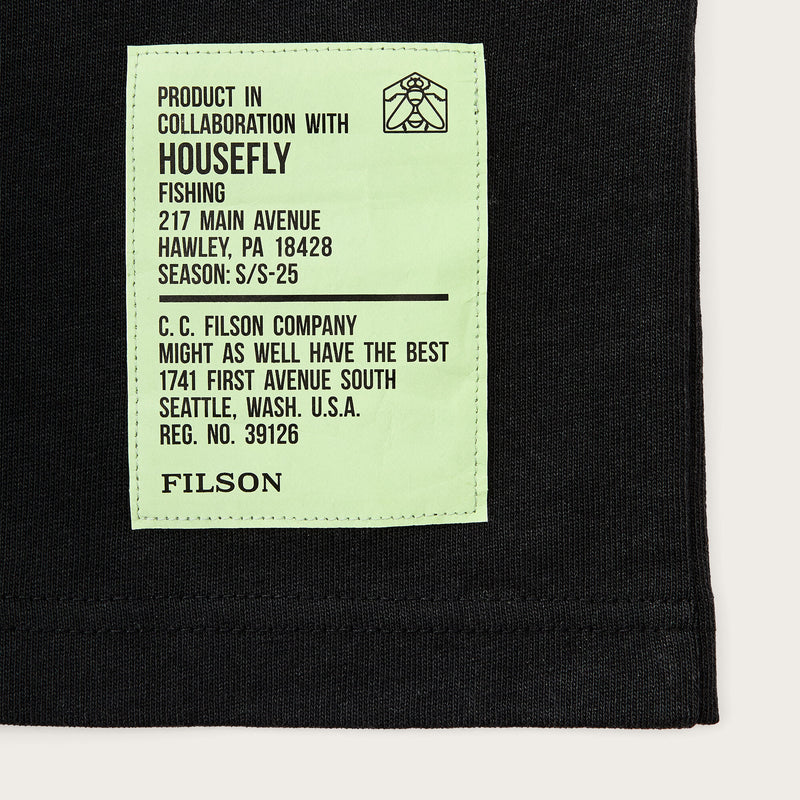 PRODUCT IN
COLLABORATION WITH
HOUSEFLY
FISHING
217 MAIN AVENUE
HAWLEY, PA 18428
SEASON: S/S-25
C. C. FILSON COMPANY
MIGHT AS WELL HAVE THE BEST
1741 FIRST AVENUE SOUTH
SEATTLE, WASH. U.S.A.
REG. NO. 39126
FILSON